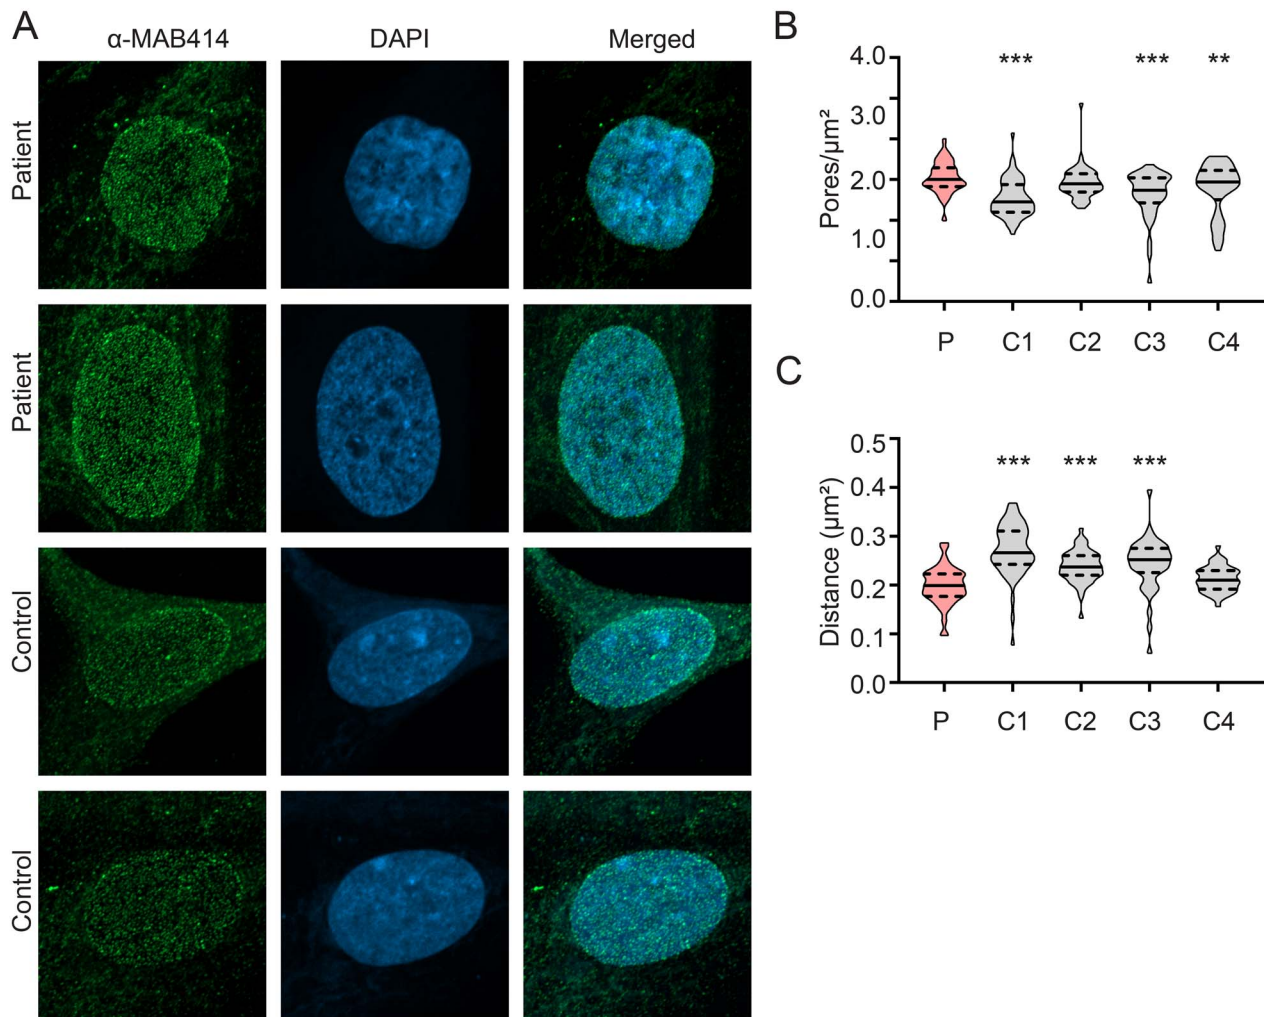 A
α-MAB414 DAPI Merged
Patient
Patient
Control
Control
B
Pores/µm²
4.0
3.0
2.0
1.0
0.0
*** *** **
P C1 C2 C3 C4
C
Distance (µm²)
0.5
0.4
0.3
0.2
0.1
0.0
*** *** ***
P C1 C2 C3 C4